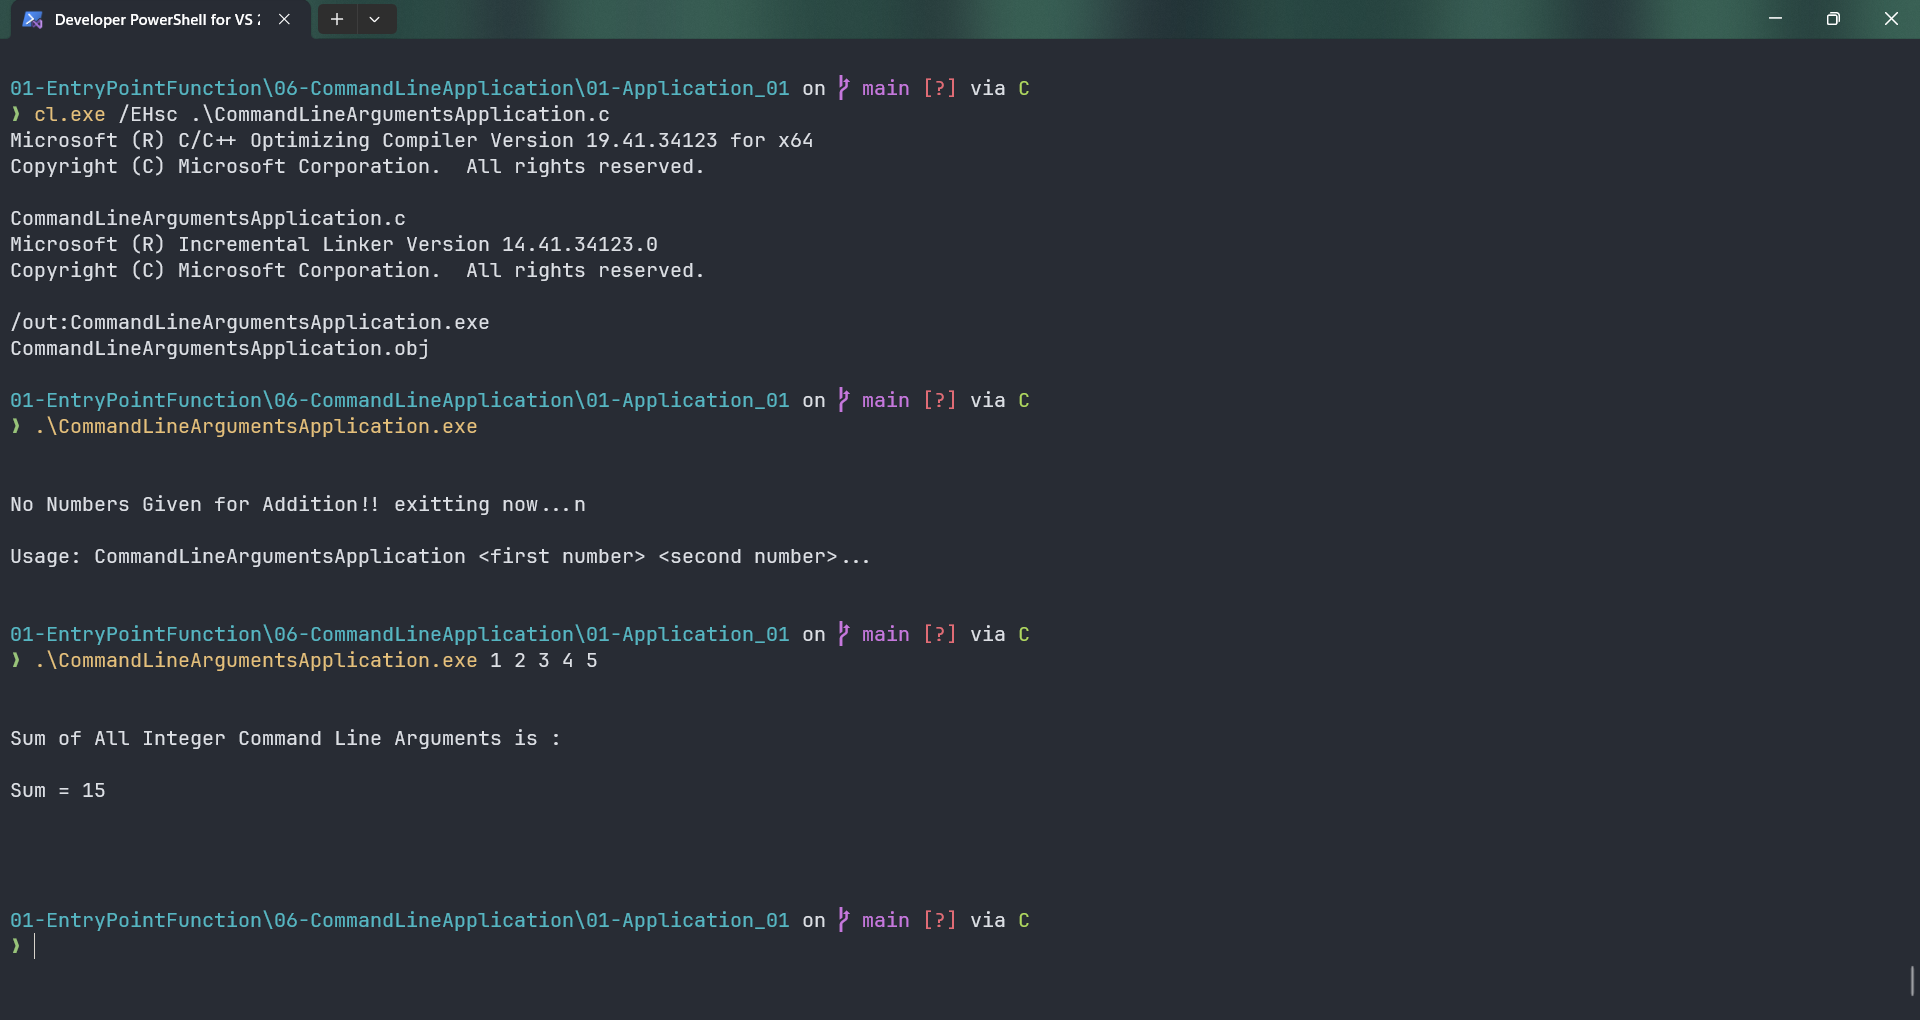 Developer PowerShell for VS 2
01-EntryPointFunction\06-CommandLineApplication\01-Application_01 on main [?] via C
❯ cl.exe /EHsc .\CommandLineArgumentsApplication.c
Microsoft (R) C/C++ Optimizing Compiler Version 19.41.34123 for x64
Copyright (C) Microsoft Corporation.  All rights reserved.
CommandLineArgumentsApplication.c
Microsoft (R) Incremental Linker Version 14.41.34123.0
Copyright (C) Microsoft Corporation.  All rights reserved.
/out:CommandLineArgumentsApplication.exe
CommandLineArgumentsApplication.obj
01-EntryPointFunction\06-CommandLineApplication\01-Application_01 on main [?] via C
❯ .\CommandLineArgumentsApplication.exe
No Numbers Given for Addition!! exitting now...n
Usage: CommandLineArgumentsApplication <first number> <second number>...
01-EntryPointFunction\06-CommandLineApplication\01-Application_01 on main [?] via C
❯ .\CommandLineArgumentsApplication.exe 1 2 3 4 5
Sum of All Integer Command Line Arguments is :
Sum = 15
01-EntryPointFunction\06-CommandLineApplication\01-Application_01 on main [?] via C
❯